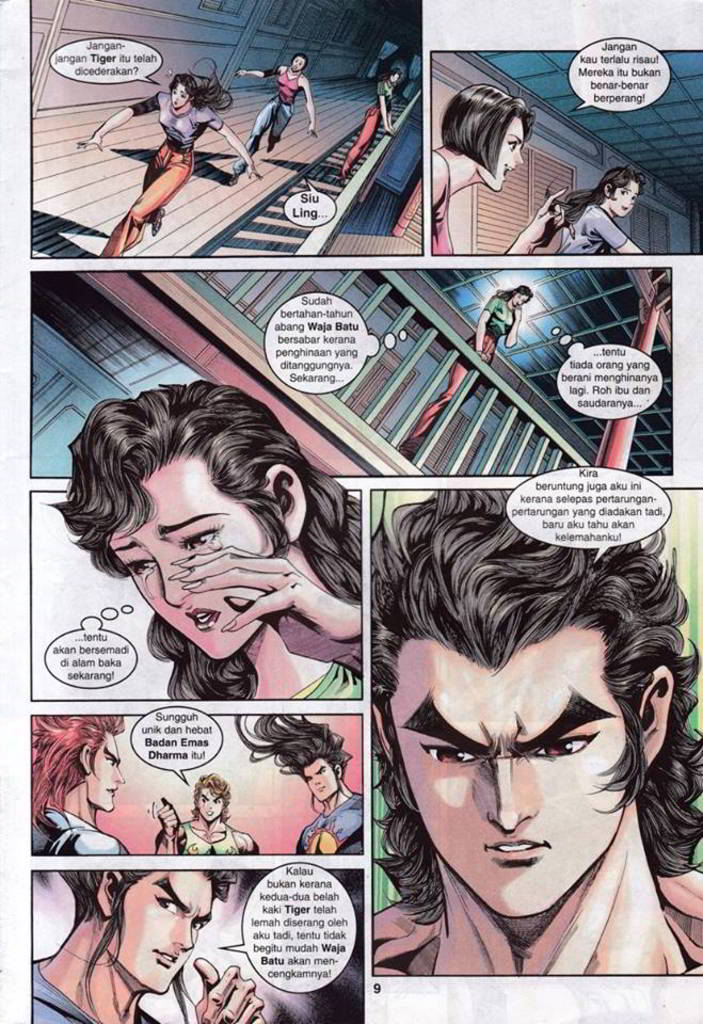 Jangan-
jangan Tiger itu telah
dicederakan?
Siu
Ling...
Jangan
kau terlalu risau!
Mereka itu bukan
benar-benar
berperang!
Sudah
bertahan-tahun
abang Waja Batu
bersabar kerana
penghinaan yang
ditanggungnya.
Sekarang...
...tentu
tiada orang yang
berani menghinanya
lagi. Roh ibu dan
saudaranya...
...tentu
akan bersemadi
di alam baka
sekarang!
Kira
beruntung juga aku ini
kerana selepas pertarungan-
pertarungan yang diadakan tadi,
baru aku tahu akan
kelemahanku!
Sungguh
unik dan hebat
Badan Emas
Dharma itu!
Kalau
bukan kerana
kedua-dua belah
kaki Tiger telah
lemah diserang oleh
aku tadi, tentu tidak
begitu mudah Waja
Batu akan men-
cengkamnya!
9